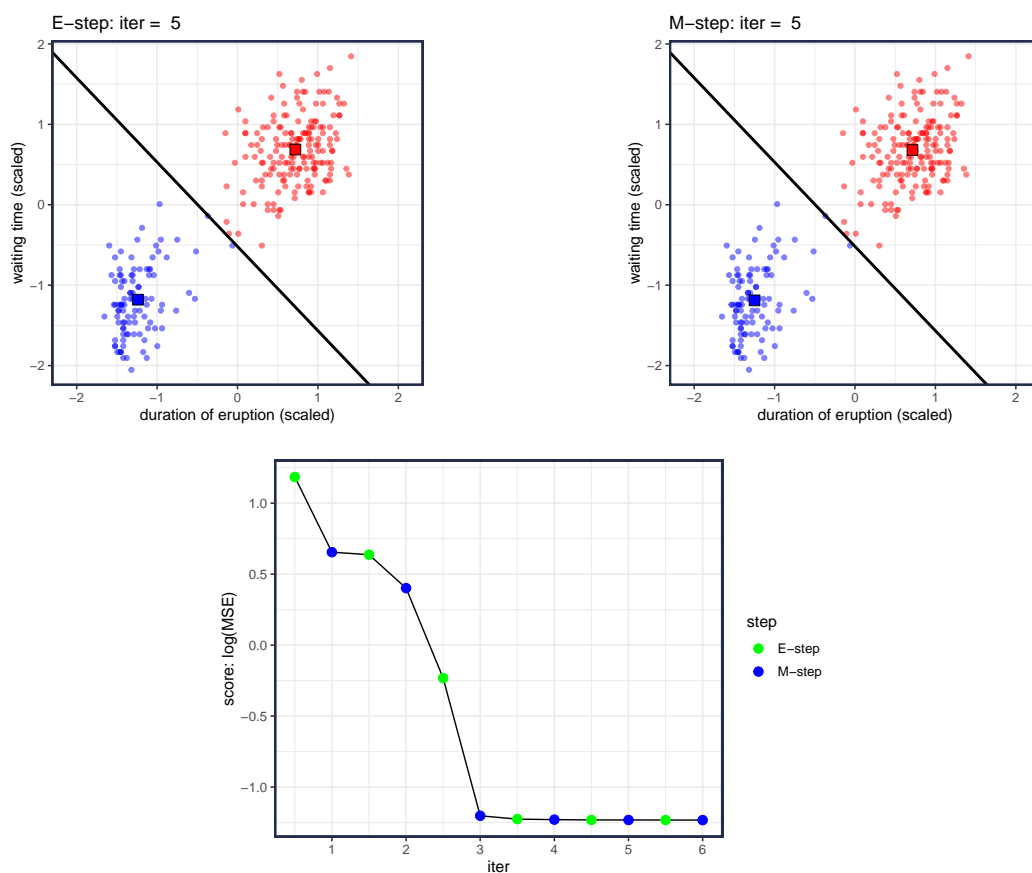 E−step: iter = 5
M−step: iter = 5
waiting time (scaled)
2
1
0
−1
−2
−2
−1
0
1
2
duration of eruption (scaled)
waiting time (scaled)
2
1
0
−1
−2
−2
−1
0
1
2
duration of eruption (scaled)
score: log(MSE)
1.0
0.5
0.0
−0.5
−1.0
1
2
3
4
5
6
iter
step
E−step
M−step